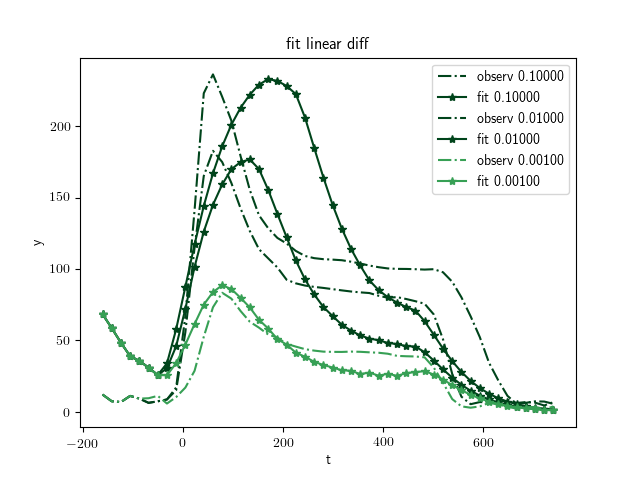 fit linear diff
observ 0.10000
fit 0.10000
observ 0.01000
fit 0.01000
observ 0.00100
fit 0.00100
y
200
150
100
50
0
−200 0 200 400 600
t